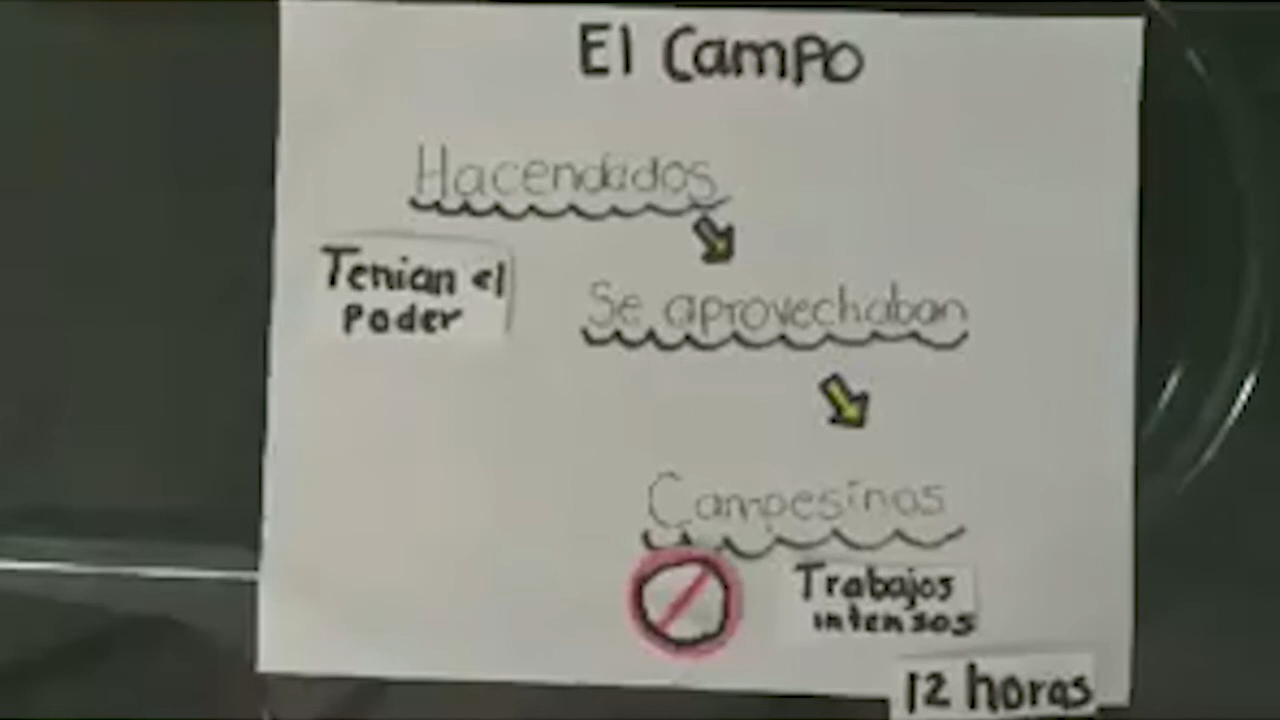 El Campo
Hacendados
Tenian el
Poder
Se aprovechaban
Campesinos
Trabajos
intensos
12 horas